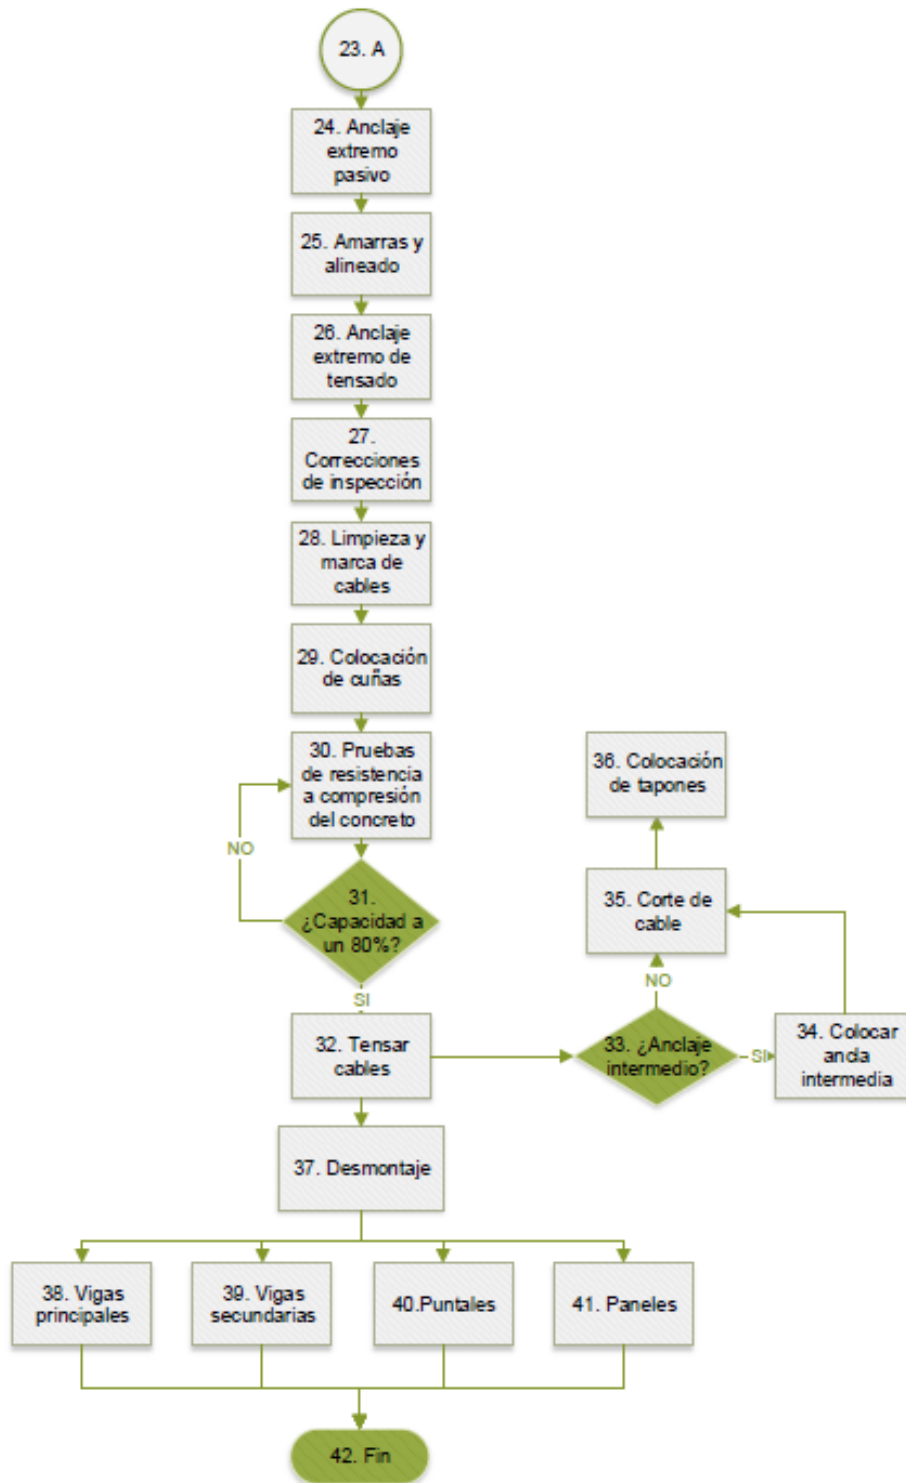 23. A
24. Anclaje
extremo
pasivo
25. Amarras y
alineado
26. Anclaje
extremo de
tensado
27.
Correcciones
de inspección
28. Limpieza y
marca de
cables
29. Colocación
de cuñas
30. Pruebas
de resistencia
a compresión
del concreto
NO
31.
¿Capacidad a
un 80%?
SI
32. Tensar
cables
33. ¿Anclaje
intermedio?
SI
34. Colocar
ancla
intermedia
NO
35. Corte de
cable
36. Colocación
de tapones
37. Desmontaje
38. Vigas
principales
39. Vigas
secundarias
40.Puntales
41. Paneles
42. Fin